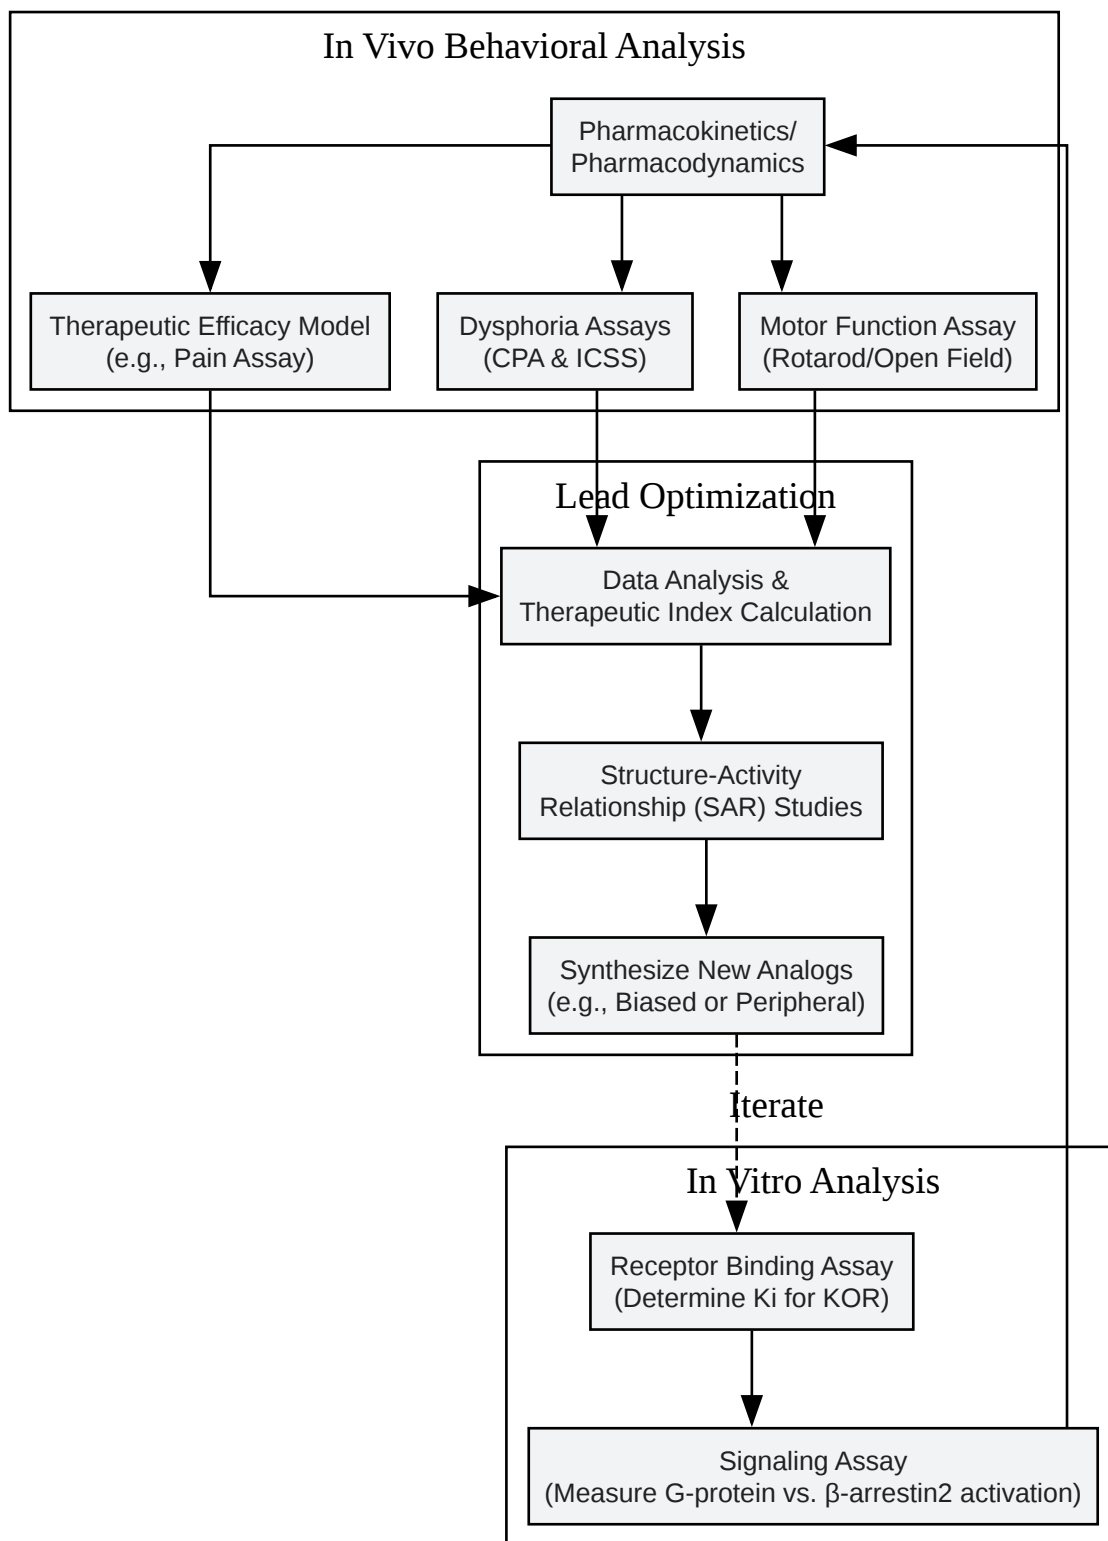 In Vivo Behavioral Analysis
Pharmacokinetics/
Pharmacodynamics
Therapeutic Efficacy Model
(e.g., Pain Assay)
Dysphoria Assays
(CPA & ICSS)
Motor Function Assay
(Rotarod/Open Field)
Lead Optimization
Data Analysis &
Therapeutic Index Calculation
Structure-Activity
Relationship (SAR) Studies
Synthesize New Analogs
(e.g., Biased or Peripheral)
Iterate
In Vitro Analysis
Receptor Binding Assay
(Determine Ki for KOR)
Signaling Assay
(Measure G-protein vs. β-arrestin2 activation)